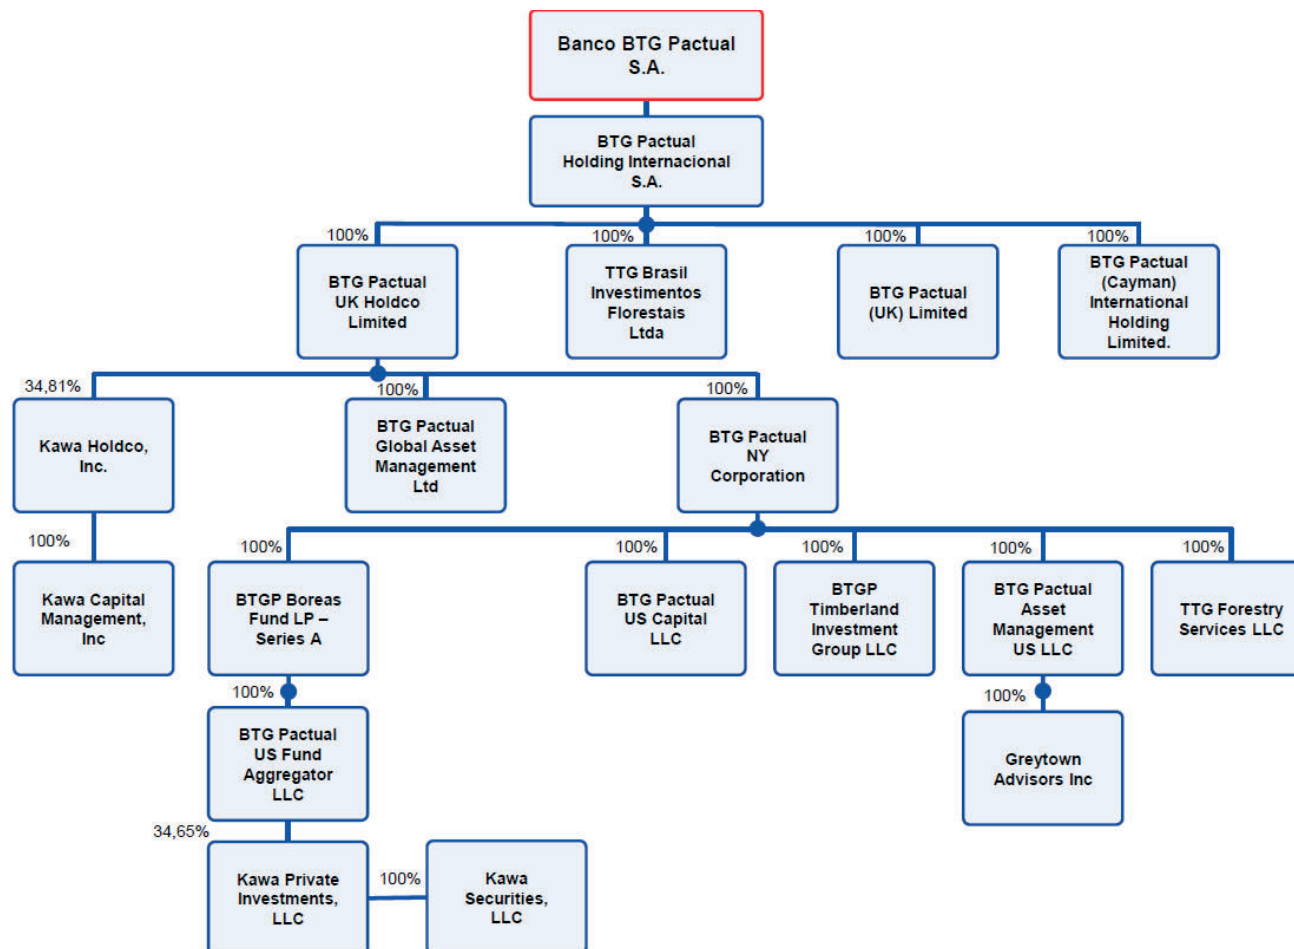 Banco BTG Pactual
S.A.
BTG Pactual
Holding Internacional
S.A.
100%
100%
100%
100%
BTG Pactual
UK Holdco
Limited
TTG Brasil
Investimentos
Florestais
Ltda
BTG Pactual
(UK) Limited
BTG Pactual
(Cayman)
International
Holding
Limited.
34,81%
100%
100%
Kawa Holdco,
Inc.
BTG Pactual
Global Asset
Management
Ltd
BTG Pactual
NY
Corporation
100%
100%
100%
100%
100%
100%
Kawa Capital
Management,
Inc
BTGP Boreas
Fund LP –
Series A
BTG Pactual
US Capital
LLC
BTGP
Timberland
Investment
Group LLC
BTG Pactual
Asset
Management
US LLC
TTG Forestry
Services LLC
100%
100%
BTG Pactual
US Fund
Aggregator
LLC
Greytown
Advisors Inc
34,65%
Kawa Private
Investments,
LLC
100%
Kawa
Securities,
LLC